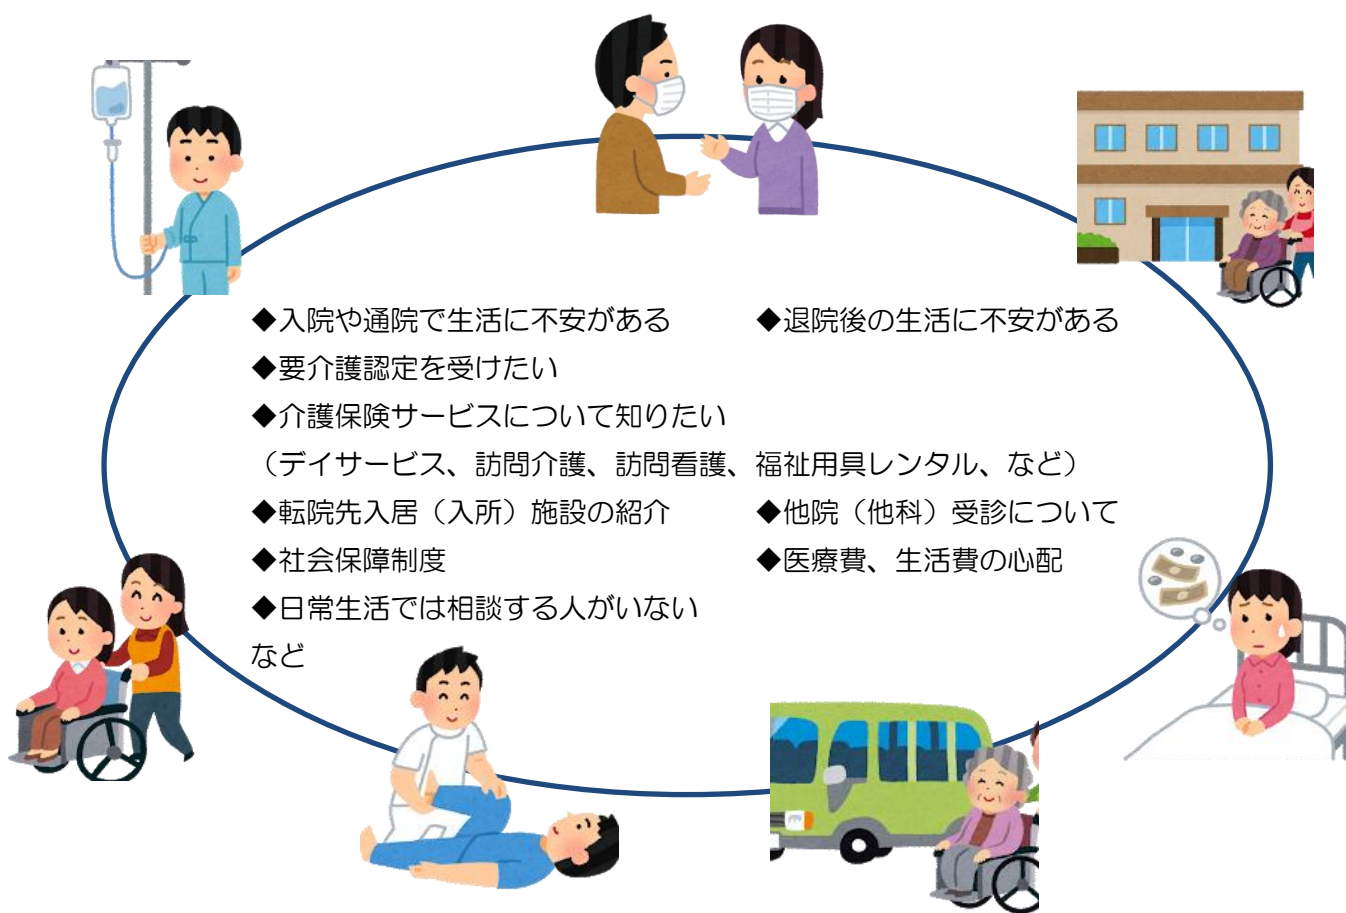 ◆入院や通院で生活に不安がある　　　◆退院後の生活に不安がある
◆要介護認定を受けたい
◆介護保険サービスについて知りたい
（デイサービス、訪問介護、訪問看護、福祉用具レンタル、など）
◆転院先入居（入所）施設の紹介　　　◆他院（他科）受診について
◆社会保障制度　　　　　　　　　　　◆医療費、生活費の心配
◆日常生活では相談する人がいない
など